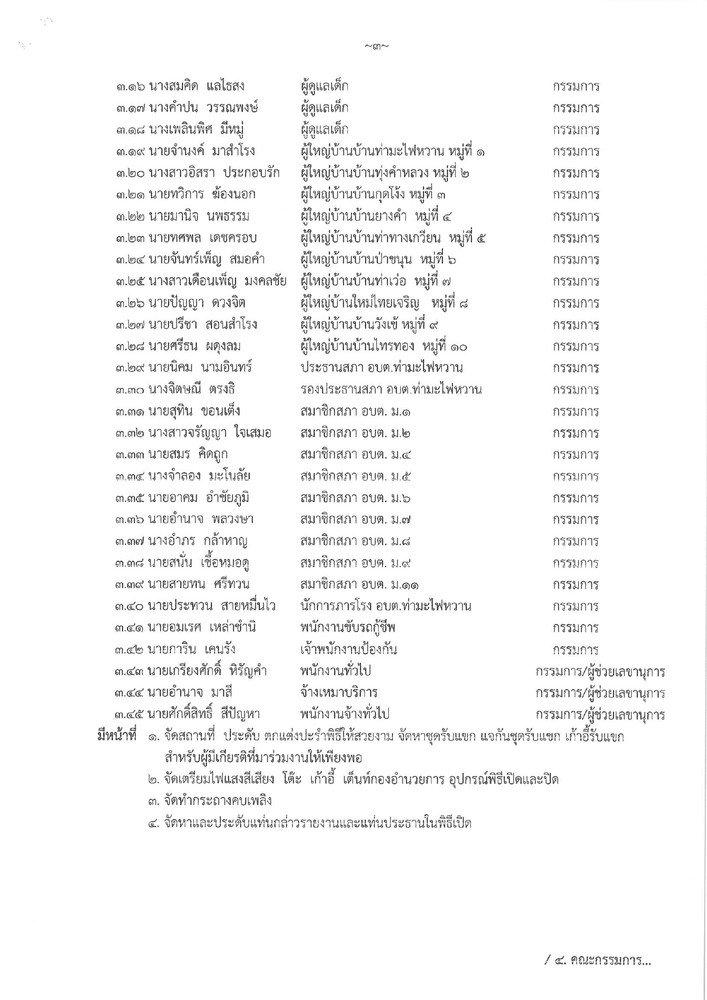 ~๓~
๓.๑๖ นางสมคิด แลไธสง ผู้ดูแลเด็ก กรรมการ
๓.๑๗ นางคำปน วรรณพงษ์ ผู้ดูแลเด็ก กรรมการ
๓.๑๘ นางเพลินพิศ มีหมู่ ผู้ดูแลเด็ก กรรมการ
๓.๑๙ นายจำนงค์ มาสำโรง ผู้ใหญ่บ้านบ้านท่ามะไฟหวาน หมู่ที่ ๑ กรรมการ
๓.๒๐ นางสาวอิสรา ประกอบรัก ผู้ใหญ่บ้านบ้านทุ่งคำหลวง หมู่ที่ ๒ กรรมการ
๓.๒๑ นายทวิการ ฆ้องนอก ผู้ใหญ่บ้านบ้านกุดโง้ง หมู่ที่ ๓ กรรมการ
๓.๒๒ นายมานิจ นพธรรม ผู้ใหญ่บ้านบ้านยางคำ หมู่ที่ ๔ กรรมการ
๓.๒๓ นายทศพล เดชครอบ ผู้ใหญ่บ้านบ้านท่าทางเกวียน หมู่ที่ ๕ กรรมการ
๓.๒๔ นายจันทร์เพ็ญ สมอคำ ผู้ใหญ่บ้านบ้านป่าขนุน หมู่ที่ ๖ กรรมการ
๓.๒๕ นางสาวเดือนเพ็ญ มงคลชัย ผู้ใหญ่บ้านบ้านท่าเว่อ หมู่ที่ ๗ กรรมการ
๓.๒๖ นายปัญญา ดวงจิต ผู้ใหญ่บ้านใหม่ไทยเจริญ หมู่ที่ ๘ กรรมการ
๓.๒๗ นายปรีชา สอนสำโรง ผู้ใหญ่บ้านบ้านวังเข้ หมู่ที่ ๙ กรรมการ
๓.๒๘ นายศรีธน ผดุงลม ผู้ใหญ่บ้านบ้านไทรทอง หมู่ที่ ๑๐ กรรมการ
๓.๒๙ นายนิคม นามอินทร์ ประธานสภา อบต.ท่ามะไฟหวาน กรรมการ
๓.๓๐ นางจิตษณี ตรงธิ รองประธานสภา อบต.ท่ามะไฟหวาน กรรมการ
๓.๓๑ นายสุทิน ขอนเต็ง สมาชิกสภา อบต. ม.๑ กรรมการ
๓.๓๒ นางสาวจรัญญา ใจเสมอ สมาชิกสภา อบต. ม.๒ กรรมการ
๓.๓๓ นายสมร คิดถูก สมาชิกสภา อบต. ม.๔ กรรมการ
๓.๓๔ นางจำลอง มะโนลัย สมาชิกสภา อบต. ม.๕ กรรมการ
๓.๓๕ นายอาคม อำชัยภูมิ สมาชิกสภา อบต. ม.๖ กรรมการ
๓.๓๖ นายอำนาจ พลวงษา สมาชิกสภา อบต. ม.๗ กรรมการ
๓.๓๗ นางอำภร กล้าหาญ สมาชิกสภา อบต. ม.๘ กรรมการ
๓.๓๘ นายสนั่น เชื้อหมอดู สมาชิกสภา อบต. ม.๙ กรรมการ
๓.๓๙ นายสายทน ศรีทวน สมาชิกสภา อบต. ม.๑๑ กรรมการ
๓.๔๐ นายประทวน สายหมื่นไว นักการภารโรง อบต.ท่ามะไฟหวาน กรรมการ
๓.๔๑ นายอมเรศ เหล่าชำนิ พนักงานขับรถกู้ชีพ กรรมการ
๓.๔๒ นายการิน เคนรัง เจ้าพนักงานป้องกัน กรรมการ
๓.๔๓ นายเกรียงศักดิ์ หิรัญคำ พนักงานทั่วไป กรรมการ/ผู้ช่วยเลขานุการ
๓.๔๔ นายอำนาจ มาสี จ้างเหมาบริการ กรรมการ/ผู้ช่วยเลขานุการ
๓.๔๕ นายศักดิ์สิทธิ์ สีปัญหา พนักงานจ้างทั่วไป กรรมการ/ผู้ช่วยเลขานุการ
มีหน้าที่ ๑. จัดสถานที่ ประดับ ตกแต่งปะรำพิธีให้สวยงาม จัดหาชุดรับแขก แจกันชุดรับแขก เก้าอี้รับแขก
สำหรับผู้มีเกียรติที่มาร่วมงานให้เพียงพอ
๒. จัดเตรียมไฟแสงสีเสียง โต๊ะ เก้าอี้ เต็นท์กองอำนวยการ อุปกรณ์พิธีเปิดและปิด
๓. จัดทำกระถางคบเพลิง
๔. จัดหาและประดับแท่นกล่าวรายงานและแท่นประธานในพิธีเปิด
/ ๔. คณะกรรมการ...